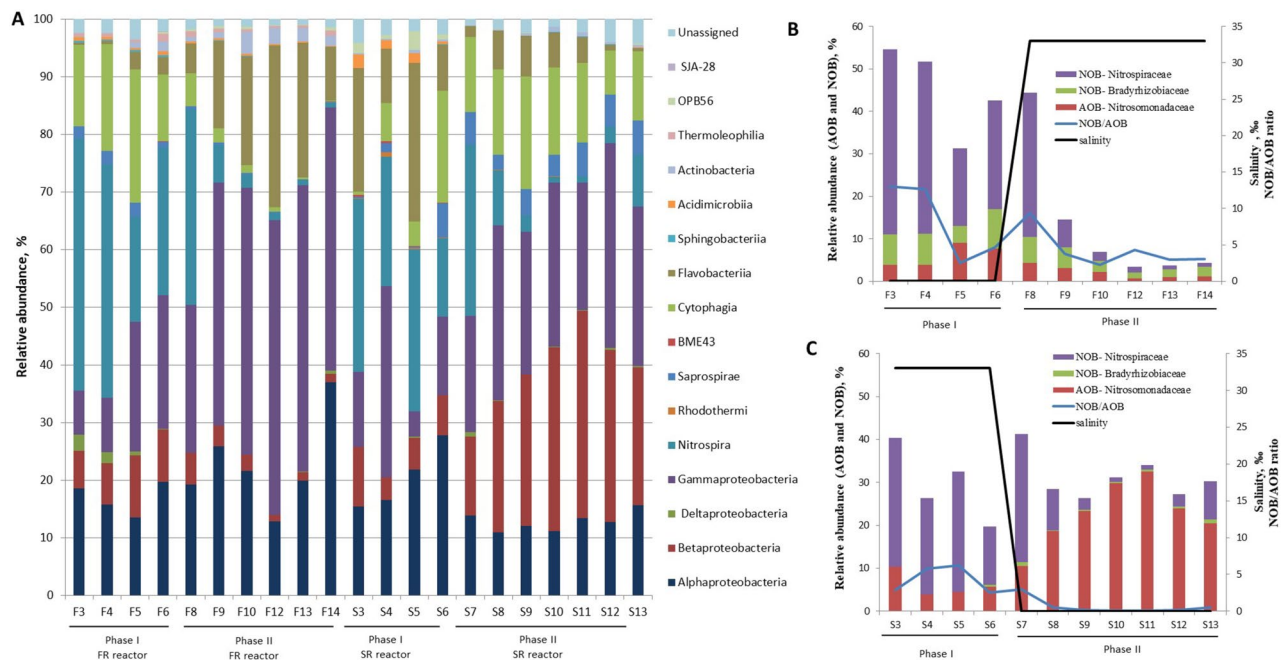 A
Relative abundance, %
100
90
80
70
60
50
40
30
20
10
0
F3 F4 F5 F6 F8 F9 F10 F12 F13 F14 S3 S4 S5 S6 S7 S8 S9 S10 S11 S12 S13
Phase I
FR reactor
Phase II
FR reactor
Phase I
SR reactor
Phase II
SR reactor
Unassigned
SJA-28
OPB56
Thermoleophilia
Actinobacteria
Acidimicrobiia
Sphingobacteriia
Flavobacteriia
Cytophagia
BME43
Saprospirae
Rhodothermi
Nitrospira
Gammaproteobacteria
Deltaproteobacteria
Betaproteobacteria
Alphaproteobacteria
B
Relative abundance (AOB and NOB), %
60
50
40
30
20
10
0
NOB- Nitrospiraceae
NOB- Bradyrhizobiaceae
AOB- Nitrosomonadaceae
NOB/AOB
salinity
35
30
25
20
15
10
5
0
Salinity , ‰
NOB/AOB ratio
F3 F4 F5 F6 F8 F9 F10 F12 F13 F14
Phase I
Phase II
C
Relative abundance (AOB and NOB), %
60
50
40
30
20
10
0
NOB- Nitrospiraceae
NOB- Bradyrhizobiaceae
AOB- Nitrosomonadaceae
NOB/AOB
salinity
35
30
25
20
15
10
5
0
Salinity, ‰
NOB/AOB ratio
S3 S4 S5 S6 S7 S8 S9 S10 S11 S12 S13
Phase I
Phase II